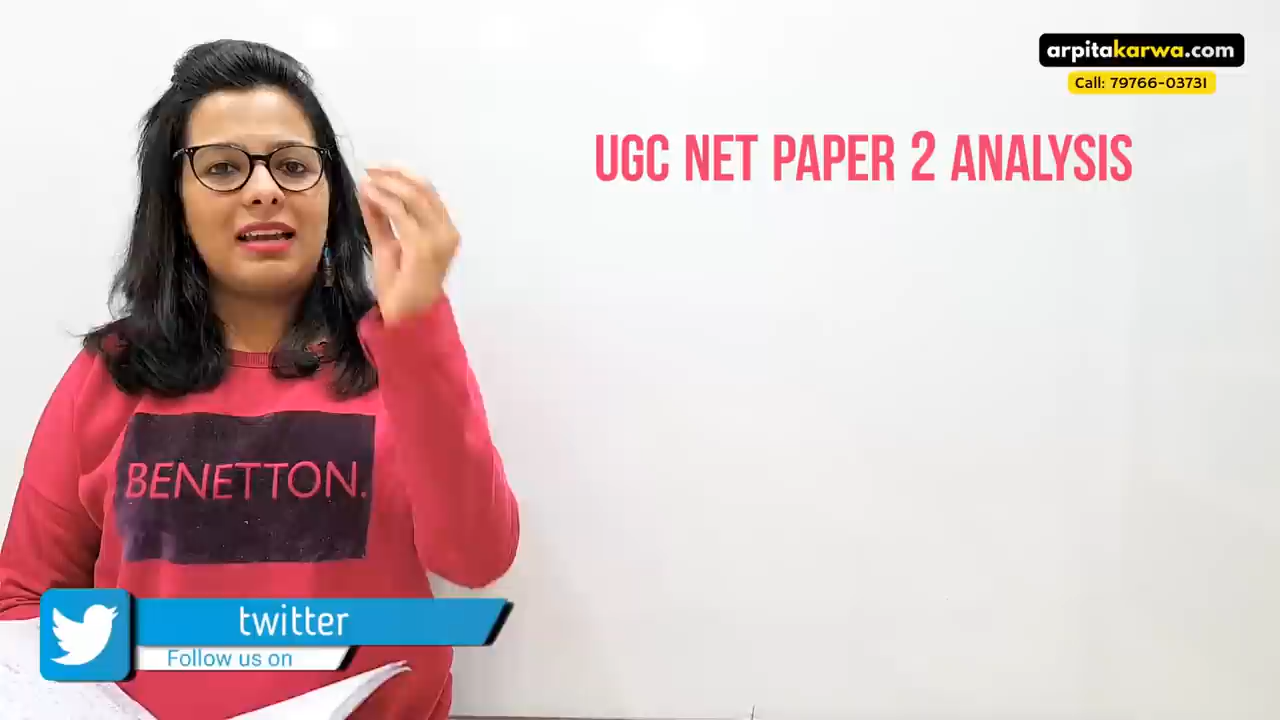 arpitakarwa.com
Call: 79766-03731
UGC NET PAPER 2 ANALYSIS
BENETTON.
twitter
Follow us on